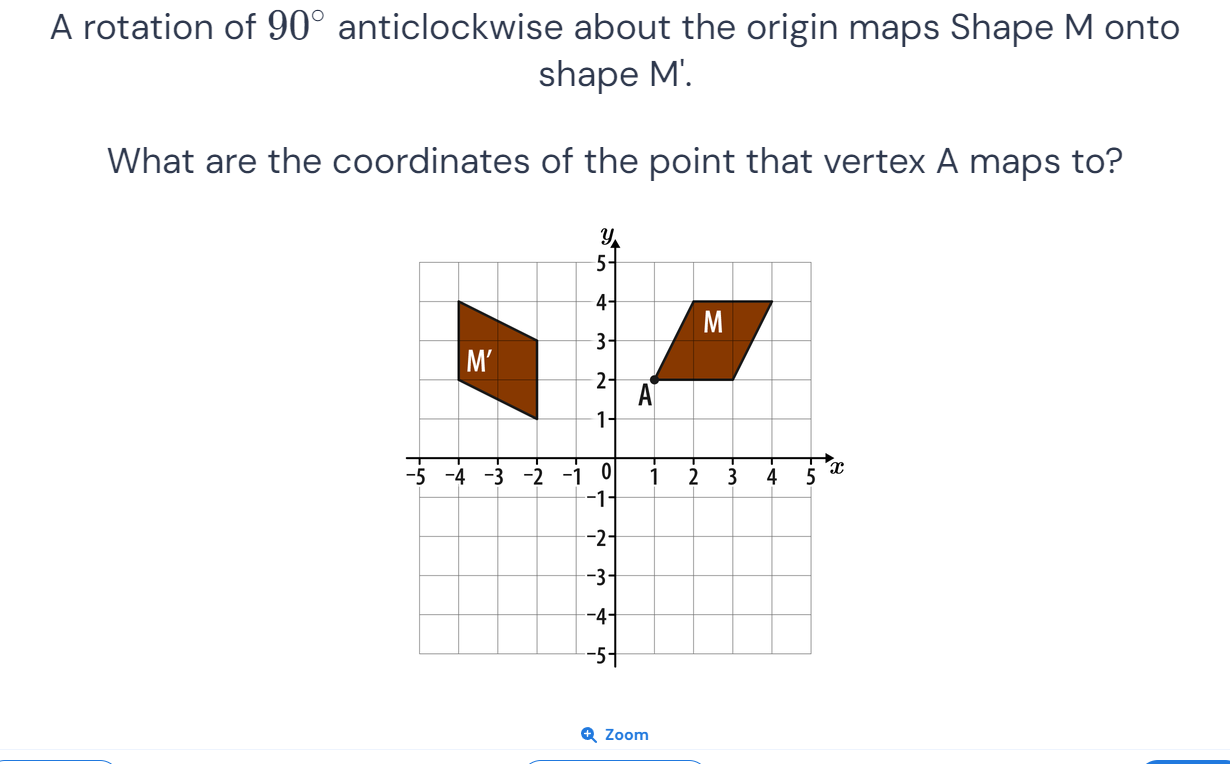 A rotation of 90° anticlockwise about the origin maps Shape M onto
shape M'.
What are the coordinates of the point that vertex A maps to?
y
5
4
M
3
M′
2
A
1
−5 −4 −3 −2 −1 0 1 2 3 4 5 x
−1
−2
−3
−4
−5
Zoom